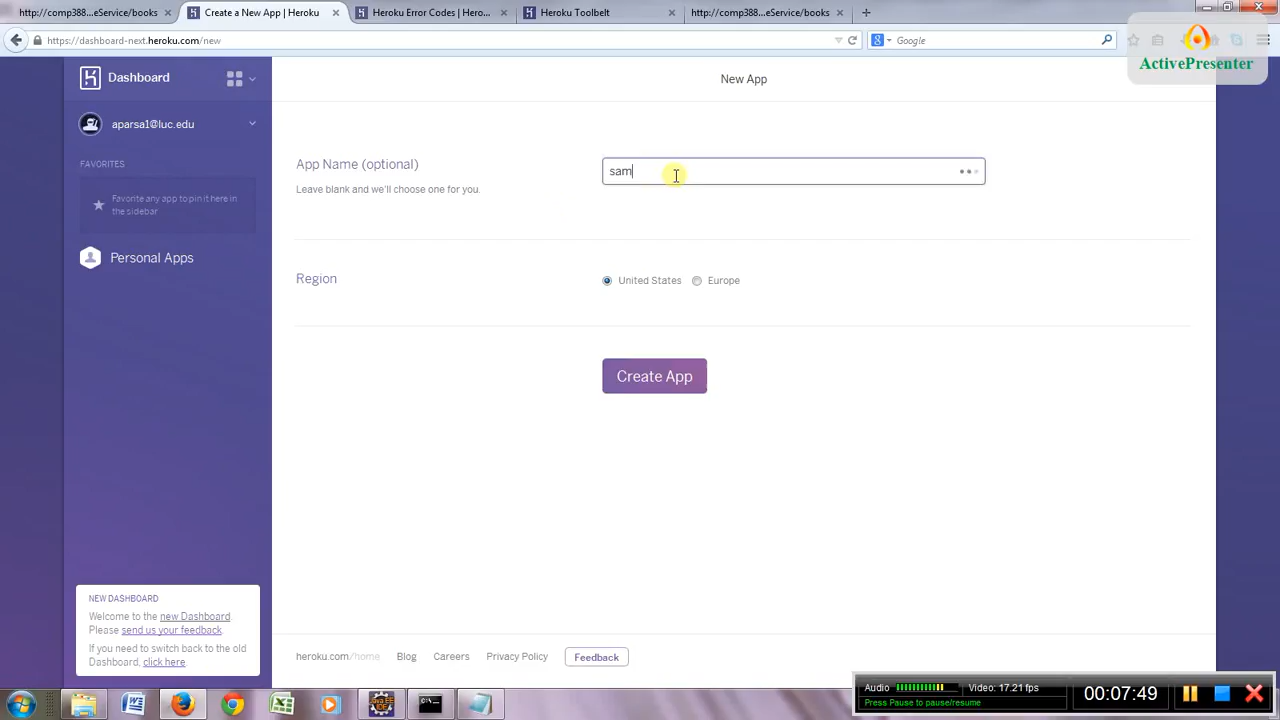 http://comp388...eService/books
Create a New App | Heroku
Heroku Error Codes | Hero...
Heroku Toolbelt
http://comp388...eService/books
https://dashboard-next.heroku.com/new
Google
ActivePresenter
Dashboard
New App
aparsa1@luc.edu
FAVORITES
Favorite any app to pin it here in
the sidebar
Personal Apps
App Name (optional)
Leave blank and we'll choose one for you.
sam
Region
United States
Europe
Create App
NEW DASHBOARD
Welcome to the new Dashboard.
Please send us your feedback.
If you need to switch back to the old
Dashboard, click here.
heroku.com/home
Blog
Careers
Privacy Policy
Feedback
Audio
Video: 17.21 fps
Press Pause to pause/resume
00:07:49